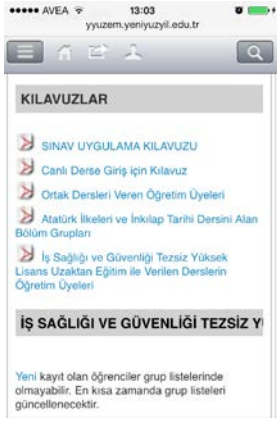 AVEA 13:03
yyuzem.yeniyuzyil.edu.tr
KILAVUZLAR
SINAV UYGULAMA KILAVUZU
Canlı Derse Giriş için Kılavuz
Ortak Dersleri Veren Öğretim Üyeleri
Atatürk İlkeleri ve İnkılap Tarihi Dersini Alan
Bölüm Grupları
İş Sağlığı ve Güvenliği Tezsiz Yüksek
Lisans Uzaktan Eğitim ile Verilen Derslerin
Öğretim Üyeleri
İŞ SAĞLIĞI VE GÜVENLİĞİ TEZSİZ Y
Yeni kayıt olan öğrenciler grup listelerinde
olmayabilir. En kısa zamanda grup listeleri
güncellenecektir.